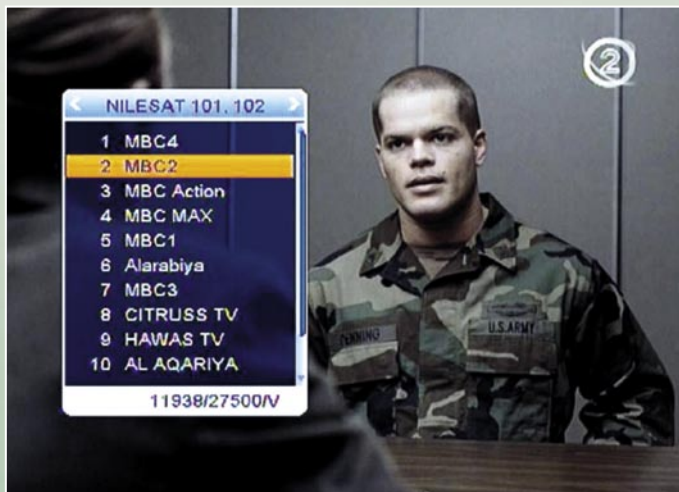 2
NILESAT 101, 102
1 MBC4
2 MBC2
3 MBC Action
4 MBC MAX
5 MBC1
6 Alarabiya
7 MBC3
8 CITRUSS TV
9 HAWAS TV
10 AL AQARIYA
11938/27500/V
U.S.ARMY